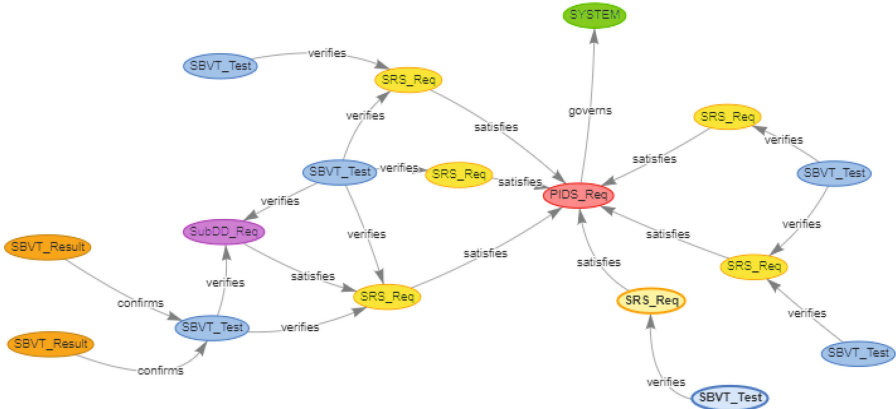 SYSTEM
verifies
SBVT_Test
SRS_Req
governs
verifies
satisfies
SRS_Req
verifies
satisfies
SBVT_Test
verifies
SRS_Req
satisfies
SBVT_Test
PIDS_Req
verifies
verifies
verifies
SubDD_Req
satisfies
SBVT_Result
satisfies
satisfies
satisfies
SRS_Req
verifies
SRS_Req
SRS_Req
confirms
verifies
SBVT_Test
verifies
SBVT_Result
SBVT_Test
confirms
verifies
SBVT_Test